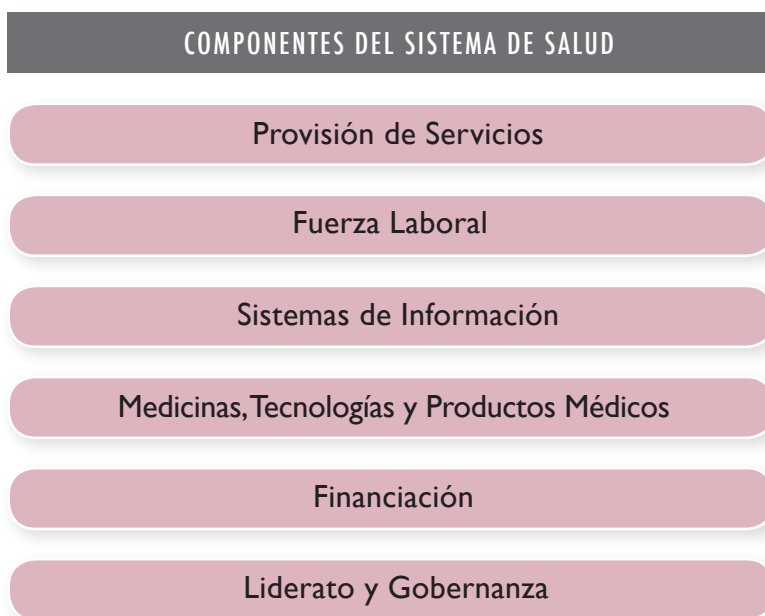 COMPONENTES DEL SISTEMA DE SALUD
Provisión de Servicios
Fuerza Laboral
Sistemas de Información
Medicinas, Tecnologías y Productos Médicos
Financiación
Liderato y Gobernanza